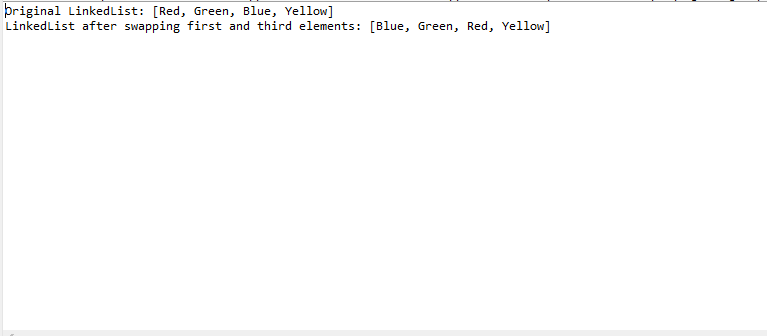 Original LinkedList: [Red, Green, Blue, Yellow]
LinkedList after swapping first and third elements: [Blue, Green, Red, Yellow]